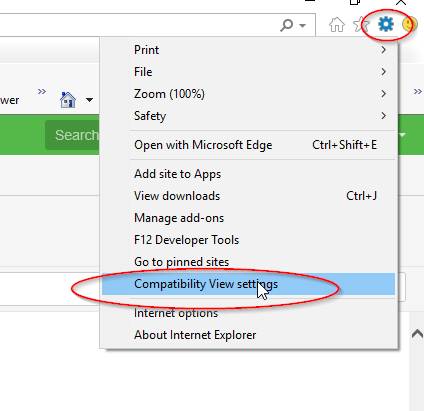 Print
File
Zoom (100%)
Safety
Open with Microsoft Edge Ctrl+Shift+E
Add site to Apps
View downloads Ctrl+J
Manage add-ons
F12 Developer Tools
Go to pinned sites
Compatibility View settings
Internet options
About Internet Explorer
wer
Search